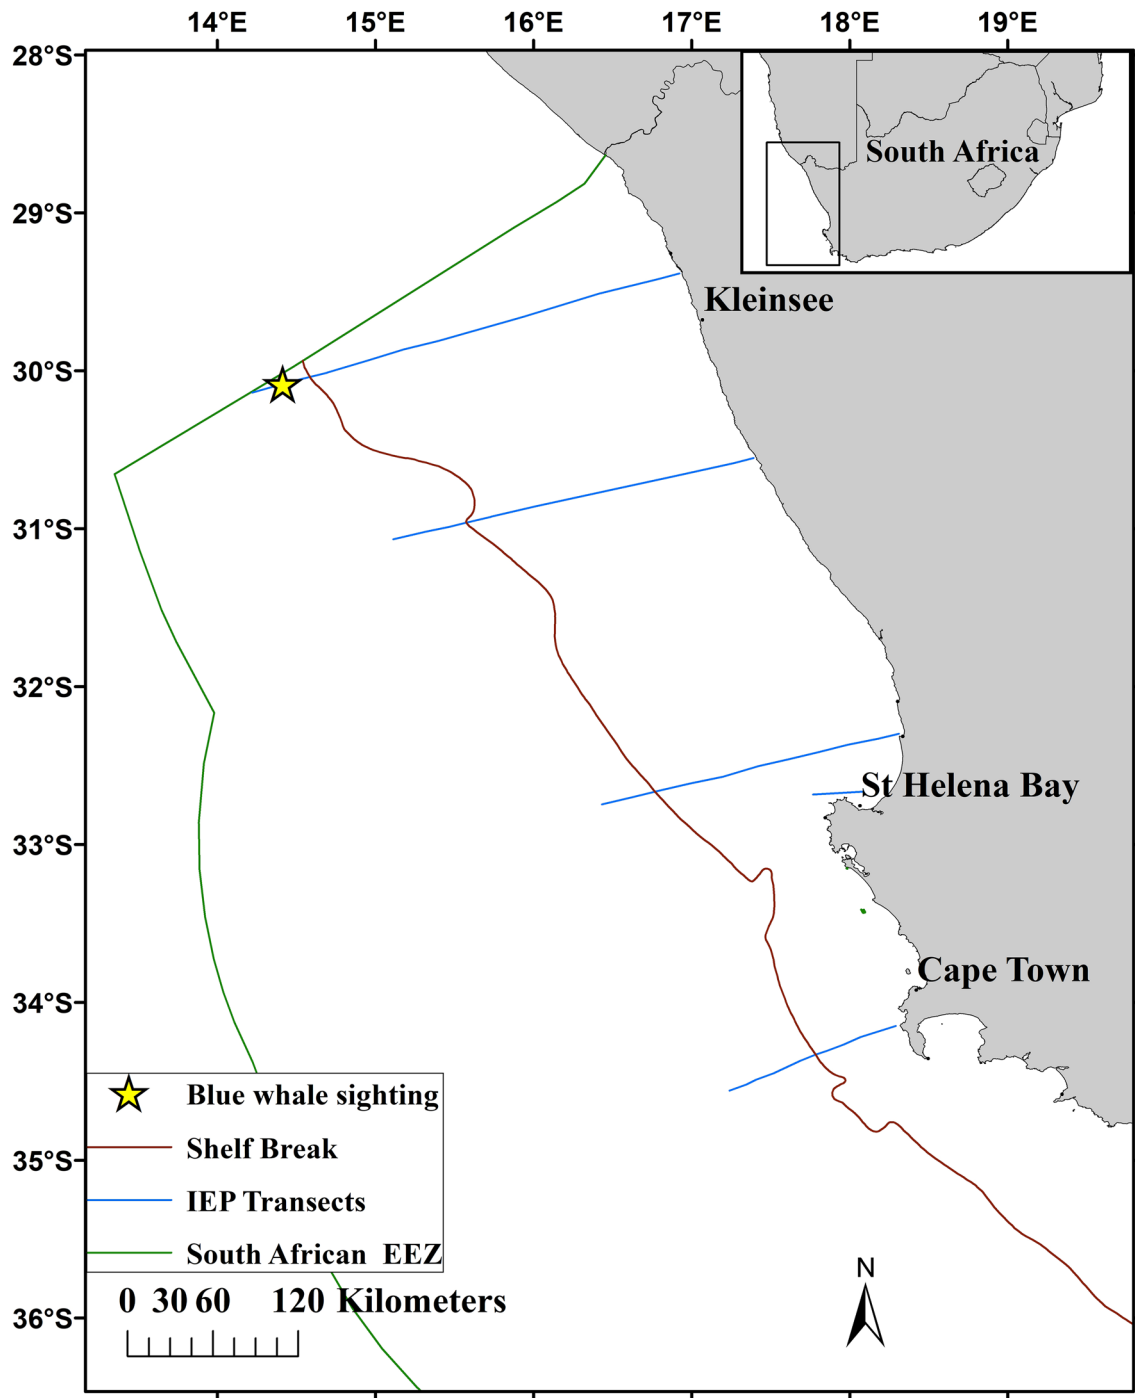 14°E 15°E 16°E 17°E 18°E 19°E
28°S
South Africa
29°S
Kleinsee
30°S
31°S
32°S
St Helena Bay
33°S
Cape Town
34°S
Blue whale sighting
Shelf Break
35°S
IEP Transects
South African EEZ
N
0 30 60 120 Kilometers
36°S